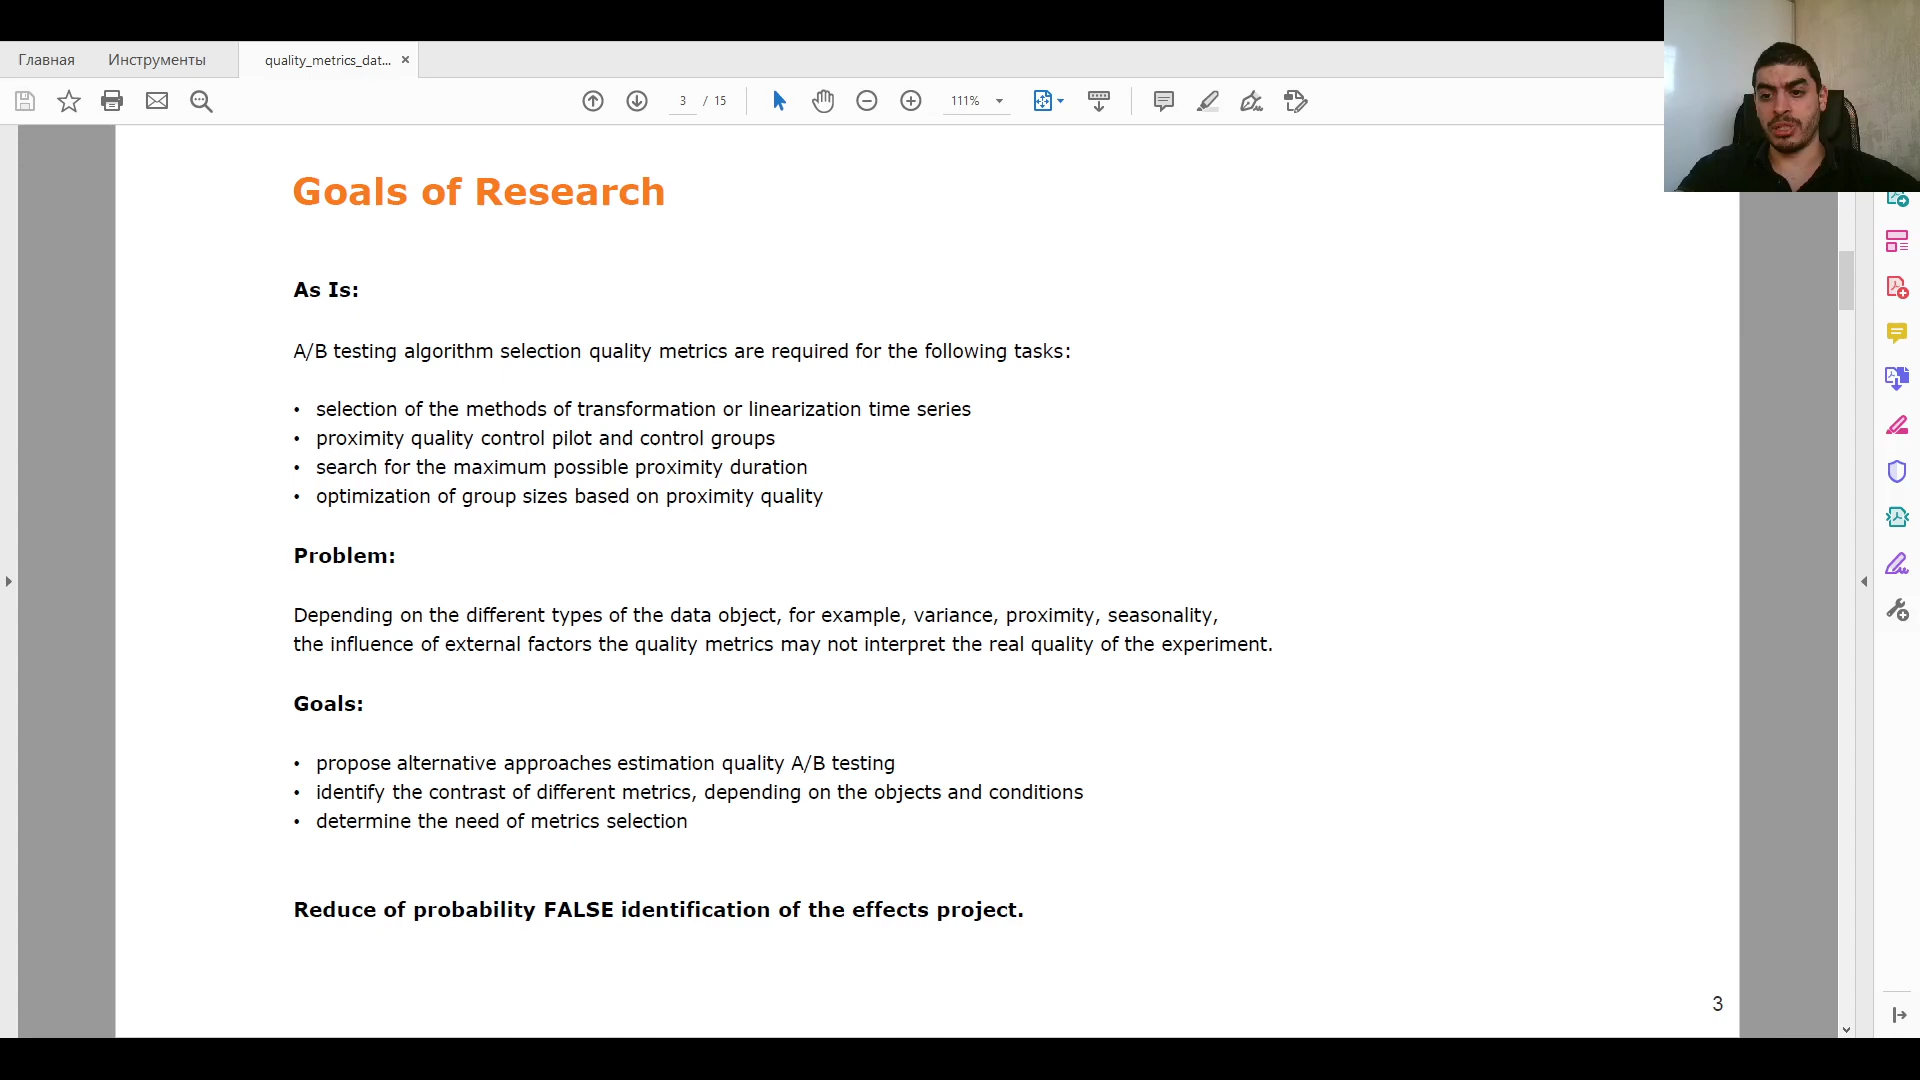 Главная Инструменты quality_metrics_dat... ×
3 / 15 111%
Goals of Research
As Is:
A/B testing algorithm selection quality metrics are required for the following tasks:
• selection of the methods of transformation or linearization time series
• proximity quality control pilot and control groups
• search for the maximum possible proximity duration
• optimization of group sizes based on proximity quality
Problem:
Depending on the different types of the data object, for example, variance, proximity, seasonality,
the influence of external factors the quality metrics may not interpret the real quality of the experiment.
Goals:
• propose alternative approaches estimation quality A/B testing
• identify the contrast of different metrics, depending on the objects and conditions
• determine the need of metrics selection
Reduce of probability FALSE identification of the effects project.
3